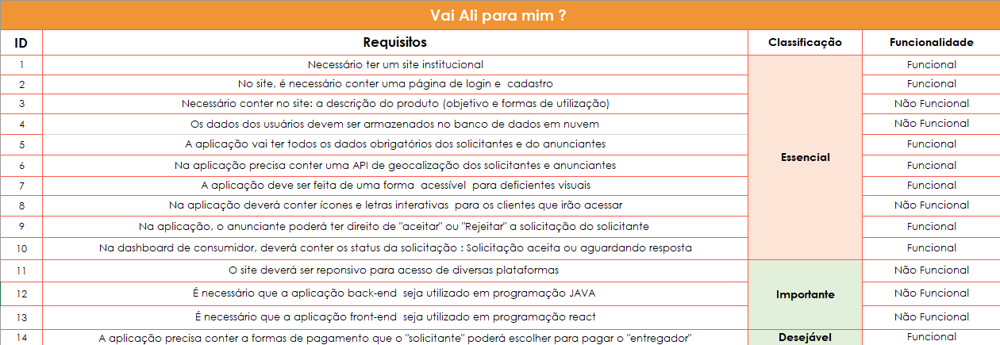 Vai Ali para mim ?
ID Requisitos Classificação Funcionalidade
1 Necessário ter um site institucional Funcional
2 No site, é necessário conter uma página de login e cadastro Funcional
3 Necessário conter no site: a descrição do produto (objetivo e formas de utilização) Não Funcional
4 Os dados dos usuários devem ser armazenados no banco de dados em nuvem Não Funcional
5 A aplicação vai ter todos os dados obrigatórios dos solicitantes e do anunciantes Funcional
Essencial
6 Na aplicação precisa conter uma API de geocalização dos solicitantes e anunciantes Funcional
7 A aplicação deve ser feita de uma forma acessível para deficientes visuais Funcional
8 Na aplicação deverá conter ícones e letras interativas para os clientes que irão acessar Não Funcional
9 Na aplicação, o anunciante poderá ter direito de "aceitar" ou "Rejeitar" a solicitação do solicitante Funcional
10 Na dashboard de consumidor, deverá conter os status da solicitação : Solicitação aceita ou aguardando resposta Funcional
11 O site deverá ser reponsivo para acesso de diversas plataformas Não Funcional
12 É necessário que a aplicação back-end seja utilizado em programação JAVA Importante Não Funcional
13 É necessário que a aplicação front-end seja utilizado em programação react Não Funcional
14 A aplicação precisa conter a formas de pagamento que o "solicitante" poderá escolher para pagar o "entregador" Desejável Funcional